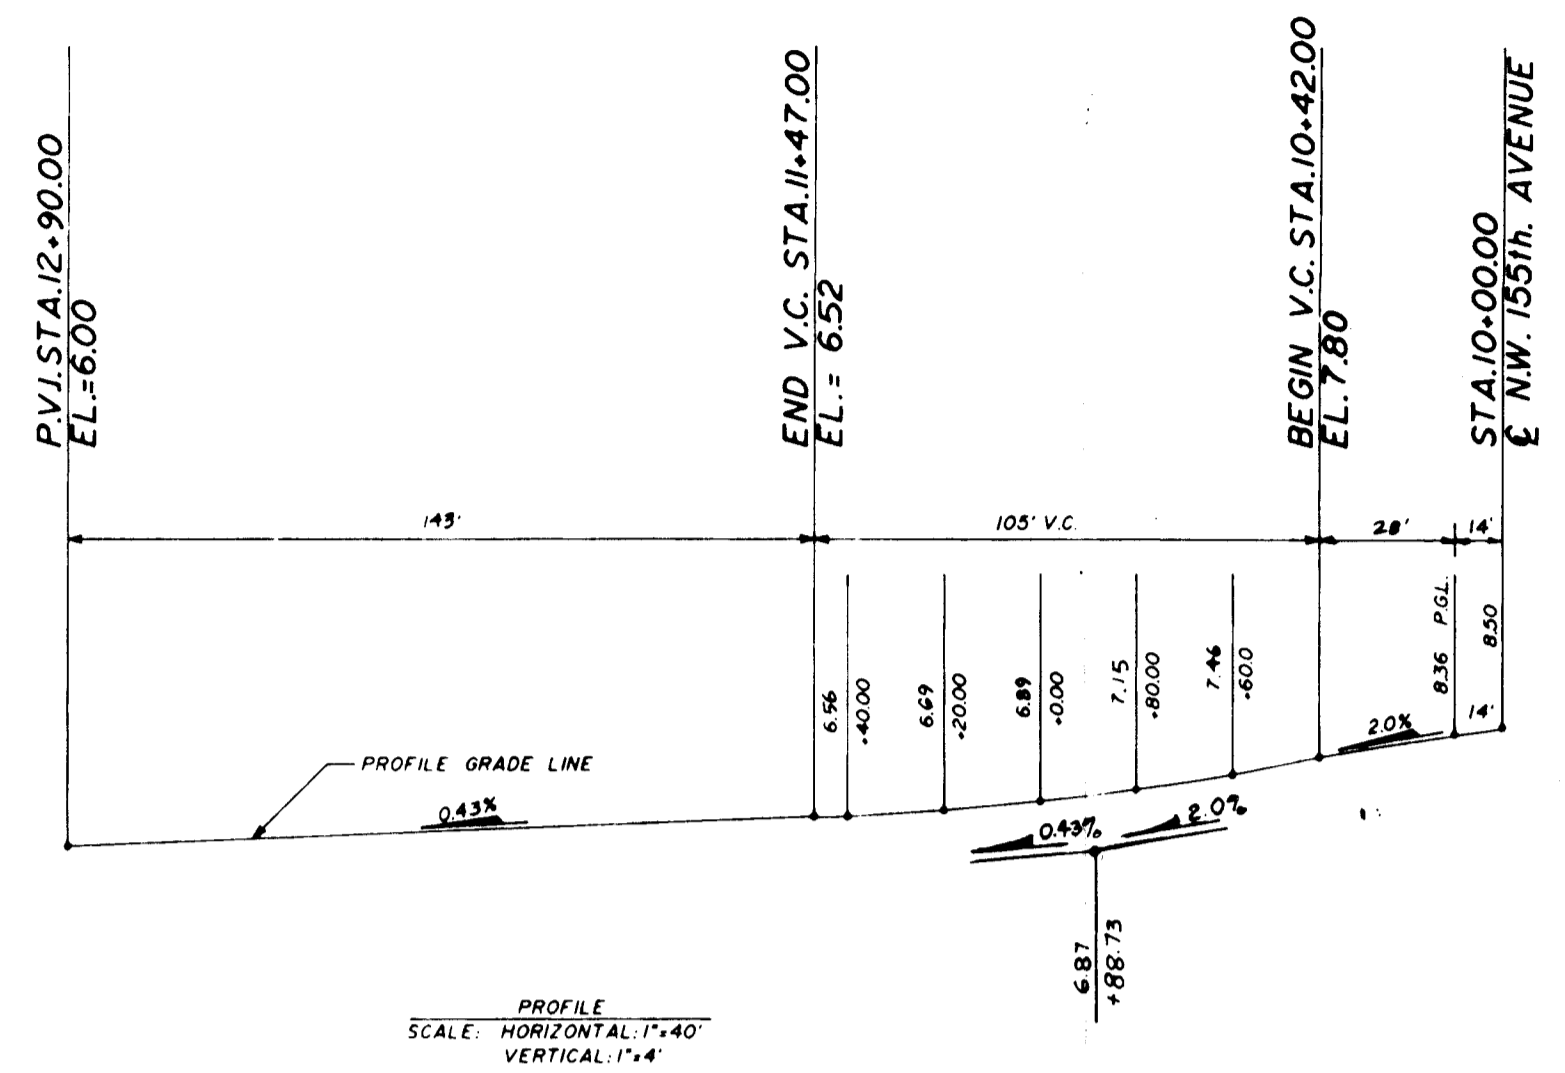 P.V.I. STA. 12+90.00
EL.=6.00
END V.C. STA. 11+47.00
EL.= 6.52
BEGIN V.C. STA. 10+42.00
EL. 7.80
STA. 10+00.00
℄ N.W. 155th. AVENUE
143'
105' V.C.
28'
14'
6.56
+40.00
6.69
+20.00
6.89
+0.00
7.15
+80.00
7.46
+60.0
8.36 P.G.L.
8.50
14'
2.0%
PROFILE GRADE LINE
0.43%
0.43%
2.0%
6.87
+88.73
PROFILE
SCALE: HORIZONTAL: 1"=40'
VERTICAL: 1"=4'